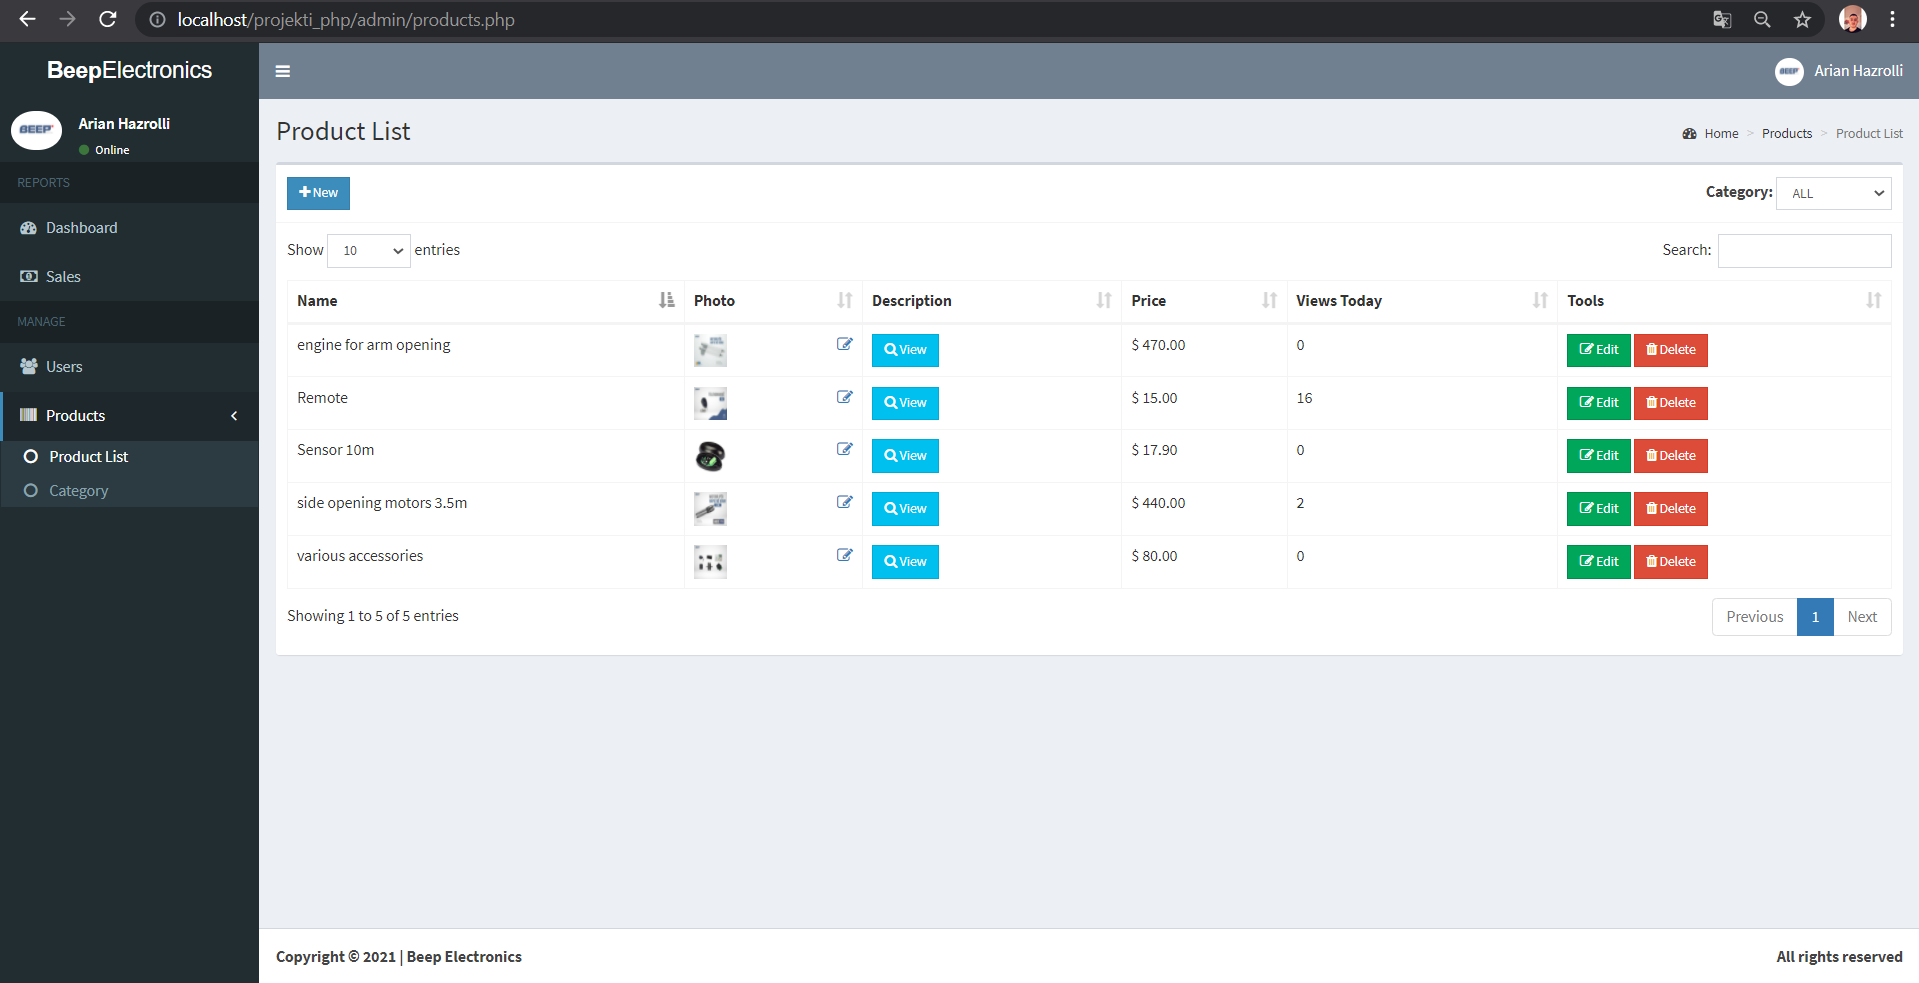 localhost/projekti_php/admin/products.php
BeepElectronics
Arian Hazrolli
BEEP
Arian Hazrolli
Online
REPORTS
Dashboard
Sales
MANAGE
Users
Products
Product List
Category
Product List
Home > Products > Product List
New
Category: ALL
Show 10 entries
Search:
Name Photo Description Price Views Today Tools
engine for arm opening View $ 470.00 0 Edit Delete
Remote View $ 15.00 16 Edit Delete
Sensor 10m View $ 17.90 0 Edit Delete
side opening motors 3.5m View $ 440.00 2 Edit Delete
various accessories View $ 80.00 0 Edit Delete
Showing 1 to 5 of 5 entries
Previous 1 Next
Copyright © 2021 | Beep Electronics
All rights reserved